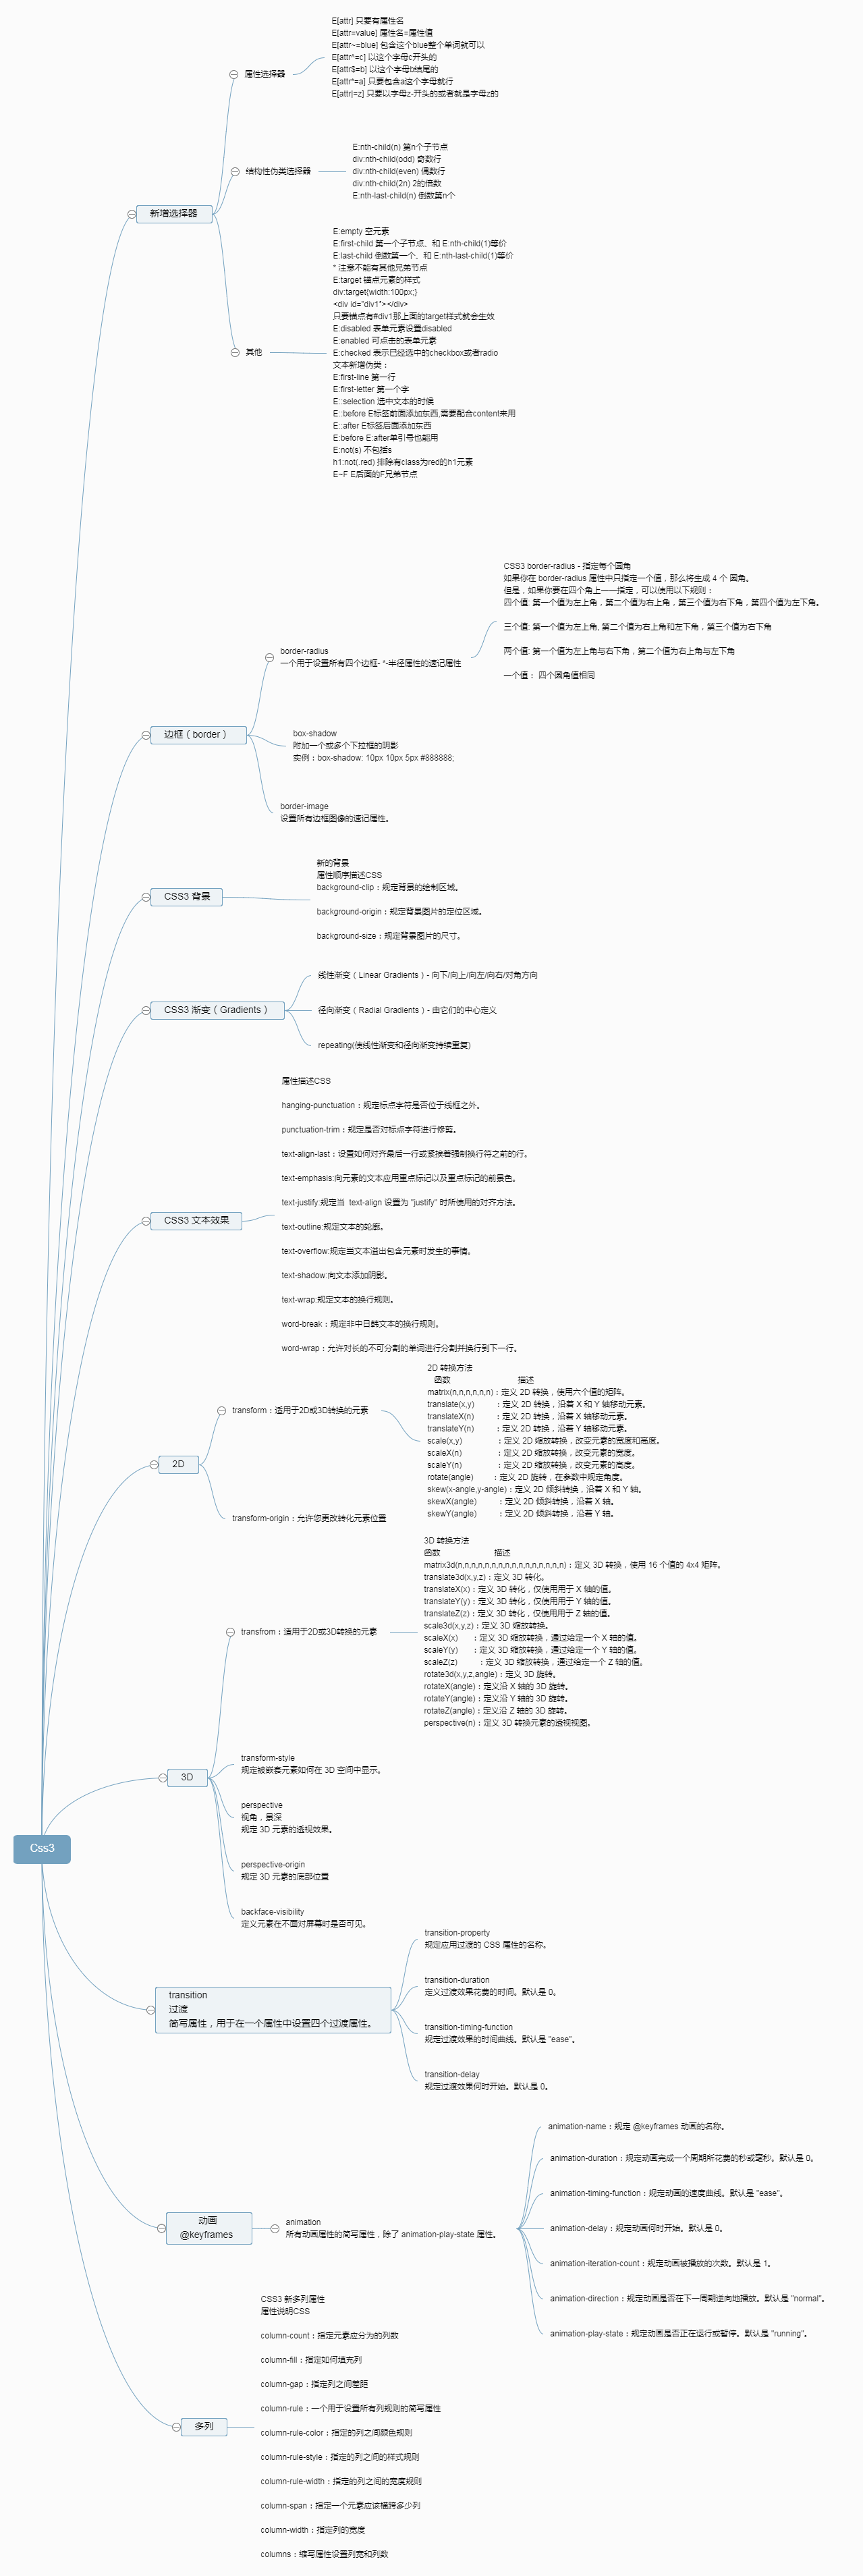 Css3
新增选择器
属性选择器
E[attr] 只要有属性名
E[attr=value] 属性名=属性值
E[attr~=blue] 包含这个blue整个单词就可以
E[attr^=c] 以这个字母c开头的
E[attr$=b] 以这个字母b结尾的
E[attr*=a] 只要包含a这个字母就行
E[attr|=z] 只要以字母z-开头的或者就是字母z的
结构性伪类选择器
E:nth-child(n) 第n个子节点
div:nth-child(odd) 奇数行
div:nth-child(even) 偶数行
div:nth-child(2n) 2的倍数
E:nth-last-child(n) 倒数第n个
其他
E:empty 空元素
E:first-child 第一个子节点、和 E:nth-child(1)等价
E:last-child 倒数第一个、和 E:nth-last-child(1)等价
* 注意不能有其他兄弟节点
E:target 锚点元素的样式
div:target{width:100px;}
<div id="div1"></div>
只要锚点有#div1那上面的target样式就会生效
E:disabled 表单元素设置disabled
E:enabled 可点击的表单元素
E:checked 表示已经选中的checkbox或者radio
文本新增伪类：
E:first-line 第一行
E:first-letter 第一个字
E::selection 选中文本的时候
E::before E标签前面添加东西,需要配合content来用
E::after E标签后面添加东西
E:before E:after单引号也能用
E:not(s) 不包括s
h1:not(.red) 排除有class为red的h1元素
E~F E后面的F兄弟节点
边框（border）
border-radius
一个用于设置所有四个边框- *-半径属性的速记属性
CSS3 border-radius - 指定每个圆角
如果你在 border-radius 属性中只指定一个值，那么将生成 4 个 圆角。
但是，如果你要在四个角上一一指定，可以使用以下规则：
四个值: 第一个值为左上角，第二个值为右上角，第三个值为右下角，第四个值为左下角。
三个值: 第一个值为左上角, 第二个值为右上角和左下角，第三个值为右下角
两个值: 第一个值为左上角与右下角，第二个值为右上角与左下角
一个值： 四个圆角值相同
box-shadow
附加一个或多个下拉框的阴影
实例：box-shadow: 10px 10px 5px #888888;
border-image
设置所有边框图像的速记属性。
CSS3 背景
新的背景
属性顺序描述CSS
background-clip：规定背景的绘制区域。
background-origin：规定背景图片的定位区域。
background-size：规定背景图片的尺寸。
CSS3 渐变（Gradients）
线性渐变（Linear Gradients）- 向下/向上/向左/向右/对角方向
径向渐变（Radial Gradients）- 由它们的中心定义
repeating(使线性渐变和径向渐变持续重复)
CSS3 文本效果
属性描述CSS
hanging-punctuation：规定标点字符是否位于线框之外。
punctuation-trim：规定是否对标点字符进行修剪。
text-align-last：设置如何对齐最后一行或紧挨着强制换行符之前的行。
text-emphasis:向元素的文本应用重点标记以及重点标记的前景色。
text-justify:规定当 text-align 设置为 "justify" 时所使用的对齐方法。
text-outline:规定文本的轮廓。
text-overflow:规定当文本溢出包含元素时发生的事情。
text-shadow:向文本添加阴影。
text-wrap:规定文本的换行规则。
word-break：规定非中日韩文本的换行规则。
word-wrap：允许对长的不可分割的单词进行分割并换行到下一行。
2D
transform：适用于2D或3D转换的元素
2D 转换方法
函数 描述
matrix(n,n,n,n,n,n)：定义 2D 转换，使用六个值的矩阵。
translate(x,y) ：定义 2D 转换，沿着 X 和 Y 轴移动元素。
translateX(n) ：定义 2D 转换，沿着 X 轴移动元素。
translateY(n) ：定义 2D 转换，沿着 Y 轴移动元素。
scale(x,y) ：定义 2D 缩放转换，改变元素的宽度和高度。
scaleX(n) ：定义 2D 缩放转换，改变元素的宽度。
scaleY(n) ：定义 2D 缩放转换，改变元素的高度。
rotate(angle) ：定义 2D 旋转，在参数中规定角度。
skew(x-angle,y-angle)：定义 2D 倾斜转换，沿着 X 和 Y 轴。
skewX(angle) ：定义 2D 倾斜转换，沿着 X 轴。
skewY(angle) ：定义 2D 倾斜转换，沿着 Y 轴。
transform-origin：允许您更改转化元素位置
3D
transfrom：适用于2D或3D转换的元素
3D 转换方法
函数 描述
matrix3d(n,n,n,n,n,n,n,n,n,n,n,n,n,n,n,n)：定义 3D 转换，使用 16 个值的 4x4 矩阵。
translate3d(x,y,z)：定义 3D 转化。
translateX(x)：定义 3D 转化，仅使用用于 X 轴的值。
translateY(y)：定义 3D 转化，仅使用用于 Y 轴的值。
translateZ(z)：定义 3D 转化，仅使用用于 Z 轴的值。
scale3d(x,y,z)：定义 3D 缩放转换。
scaleX(x) ：定义 3D 缩放转换，通过给定一个 X 轴的值。
scaleY(y) ：定义 3D 缩放转换，通过给定一个 Y 轴的值。
scaleZ(z) ：定义 3D 缩放转换，通过给定一个 Z 轴的值。
rotate3d(x,y,z,angle)：定义 3D 旋转。
rotateX(angle)：定义沿 X 轴的 3D 旋转。
rotateY(angle)：定义沿 Y 轴的 3D 旋转。
rotateZ(angle)：定义沿 Z 轴的 3D 旋转。
perspective(n)：定义 3D 转换元素的透视视图。
transform-style
规定被嵌套元素如何在 3D 空间中显示。
perspective
视角，景深
规定 3D 元素的透视效果。
perspective-origin
规定 3D 元素的底部位置
backface-visibility
定义元素在不面对屏幕时是否可见。
transition
过渡
简写属性，用于在一个属性中设置四个过渡属性。
transition-property
规定应用过渡的 CSS 属性的名称。
transition-duration
定义过渡效果花费的时间。默认是 0。
transition-timing-function
规定过渡效果的时间曲线。默认是 "ease"。
transition-delay
规定过渡效果何时开始。默认是 0。
动画
@keyframes
animation
所有动画属性的简写属性，除了 animation-play-state 属性。
animation-name：规定 @keyframes 动画的名称。
animation-duration：规定动画完成一个周期所花费的秒或毫秒。默认是 0。
animation-timing-function：规定动画的速度曲线。默认是 "ease"。
animation-delay：规定动画何时开始。默认是 0。
animation-iteration-count：规定动画被播放的次数。默认是 1。
animation-direction：规定动画是否在下一周期逆向地播放。默认是 "normal"。
animation-play-state：规定动画是否正在运行或暂停。默认是 "running"。
多列
CSS3 新多列属性
属性说明CSS
column-count：指定元素应分为的列数
column-fill：指定如何填充列
column-gap：指定列之间差距
column-rule：一个用于设置所有列规则的简写属性
column-rule-color：指定的列之间颜色规则
column-rule-style：指定的列之间的样式规则
column-rule-width：指定的列之间的宽度规则
column-span：指定一个元素应该横跨多少列
column-width：指定列的宽度
columns：缩写属性设置列宽和列数